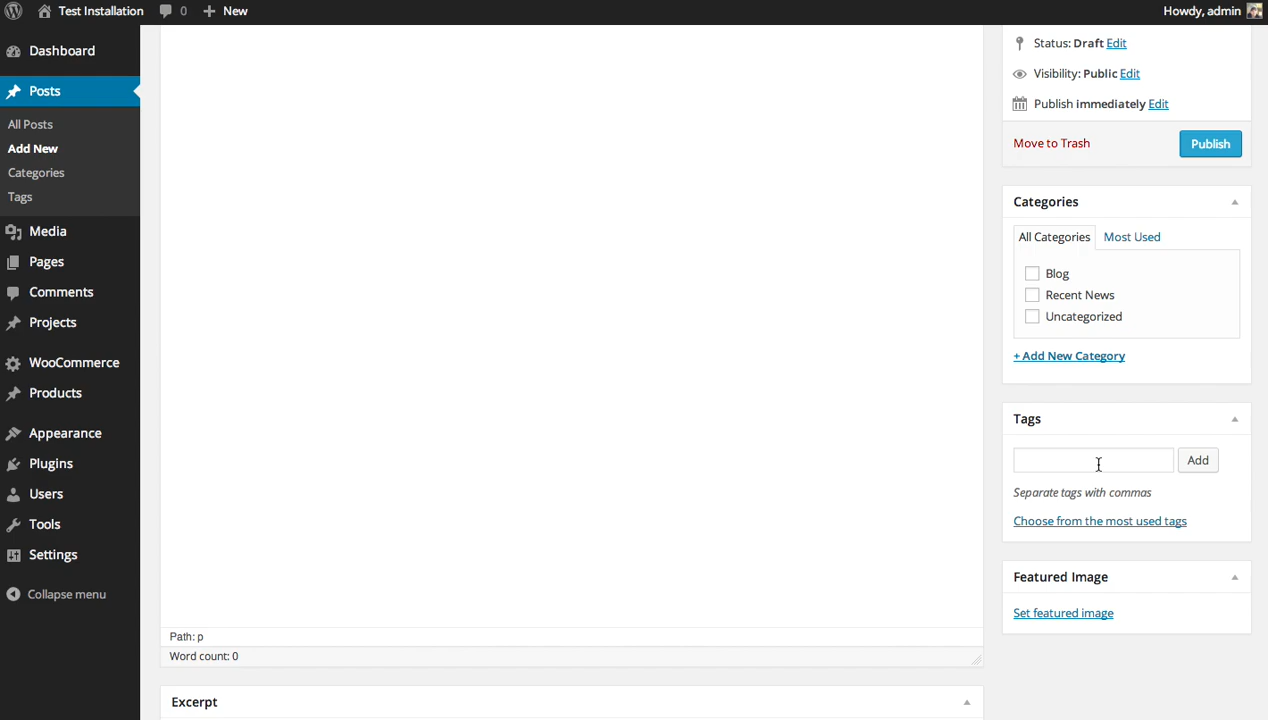 Test Installation
0
New
Howdy, admin
Dashboard
Posts
All Posts
Add New
Categories
Tags
Media
Pages
Comments
Projects
WooCommerce
Products
Appearance
Plugins
Users
Tools
Settings
Collapse menu
Path: p
Word count: 0
Excerpt
Status: Draft Edit
Visibility: Public Edit
Publish immediately Edit
Move to Trash
Publish
Categories
All Categories
Most Used
Blog
Recent News
Uncategorized
+ Add New Category
Tags
Add
Separate tags with commas
Choose from the most used tags
Featured Image
Set featured image